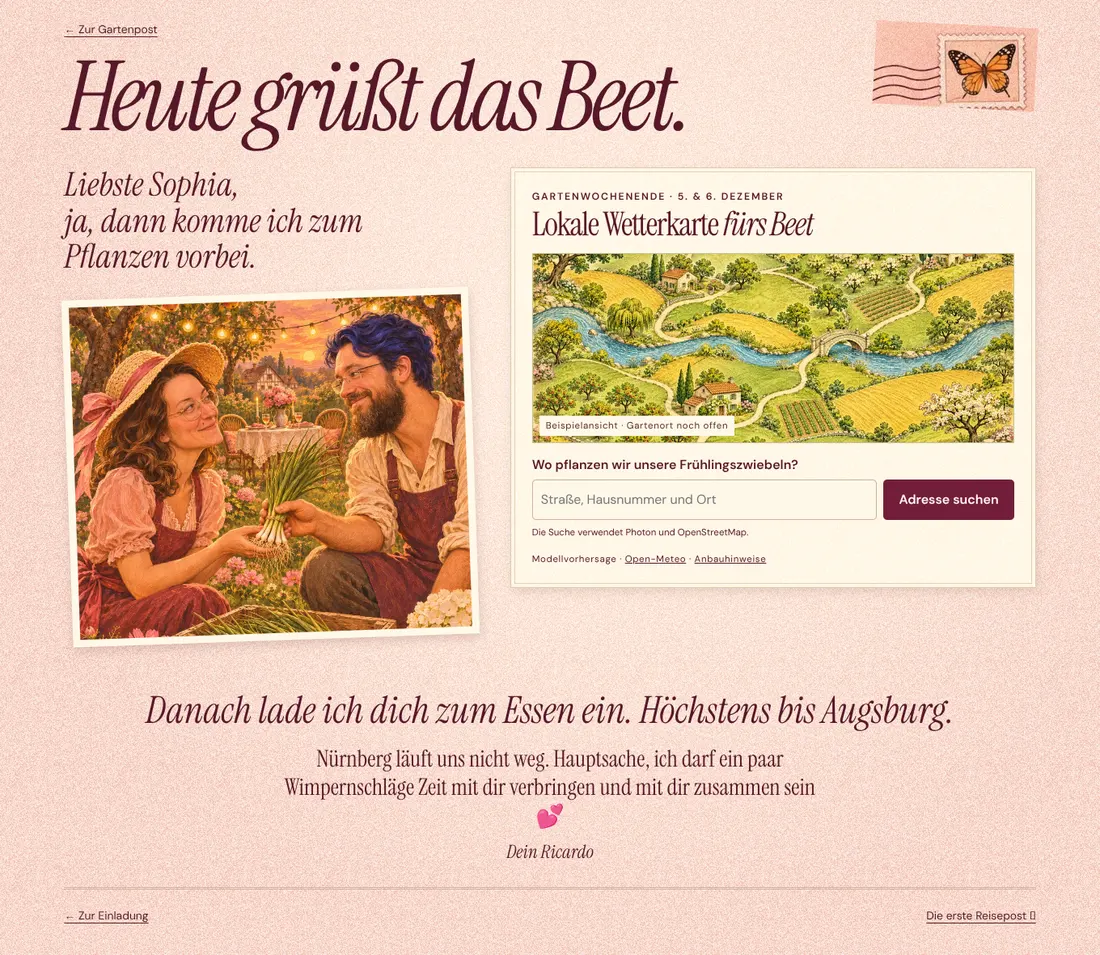 ← Zur Gartenpost
Heute grüßt das Beet.
Liebste Sophia,
ja, dann komme ich zum
Pflanzen vorbei.
GARTENWOCHENENDE · 5. & 6. DEZEMBER
Lokale Wetterkarte fürs Beet
Beispielansicht · Gartenort noch offen
Wo pflanzen wir unsere Frühlingszwiebeln?
Straße, Hausnummer und Ort
Adresse suchen
Die Suche verwendet Photon und OpenStreetMap.
Modellvorhersage · Open-Meteo · Anbauhinweise
Danach lade ich dich zum Essen ein. Höchstens bis Augsburg.
Nürnberg läuft uns nicht weg. Hauptsache, ich darf ein paar
Wimpernschläge Zeit mit dir verbringen und mit dir zusammen sein
💕
Dein Ricardo
← Zur Einladung
Die erste Reisepost ▯